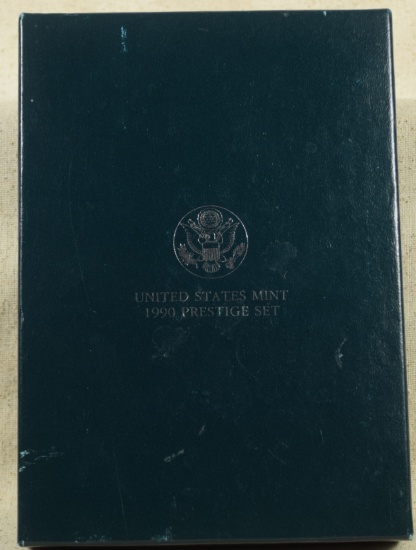 UNITED STATES MINT
1990 PRESTIGE SET